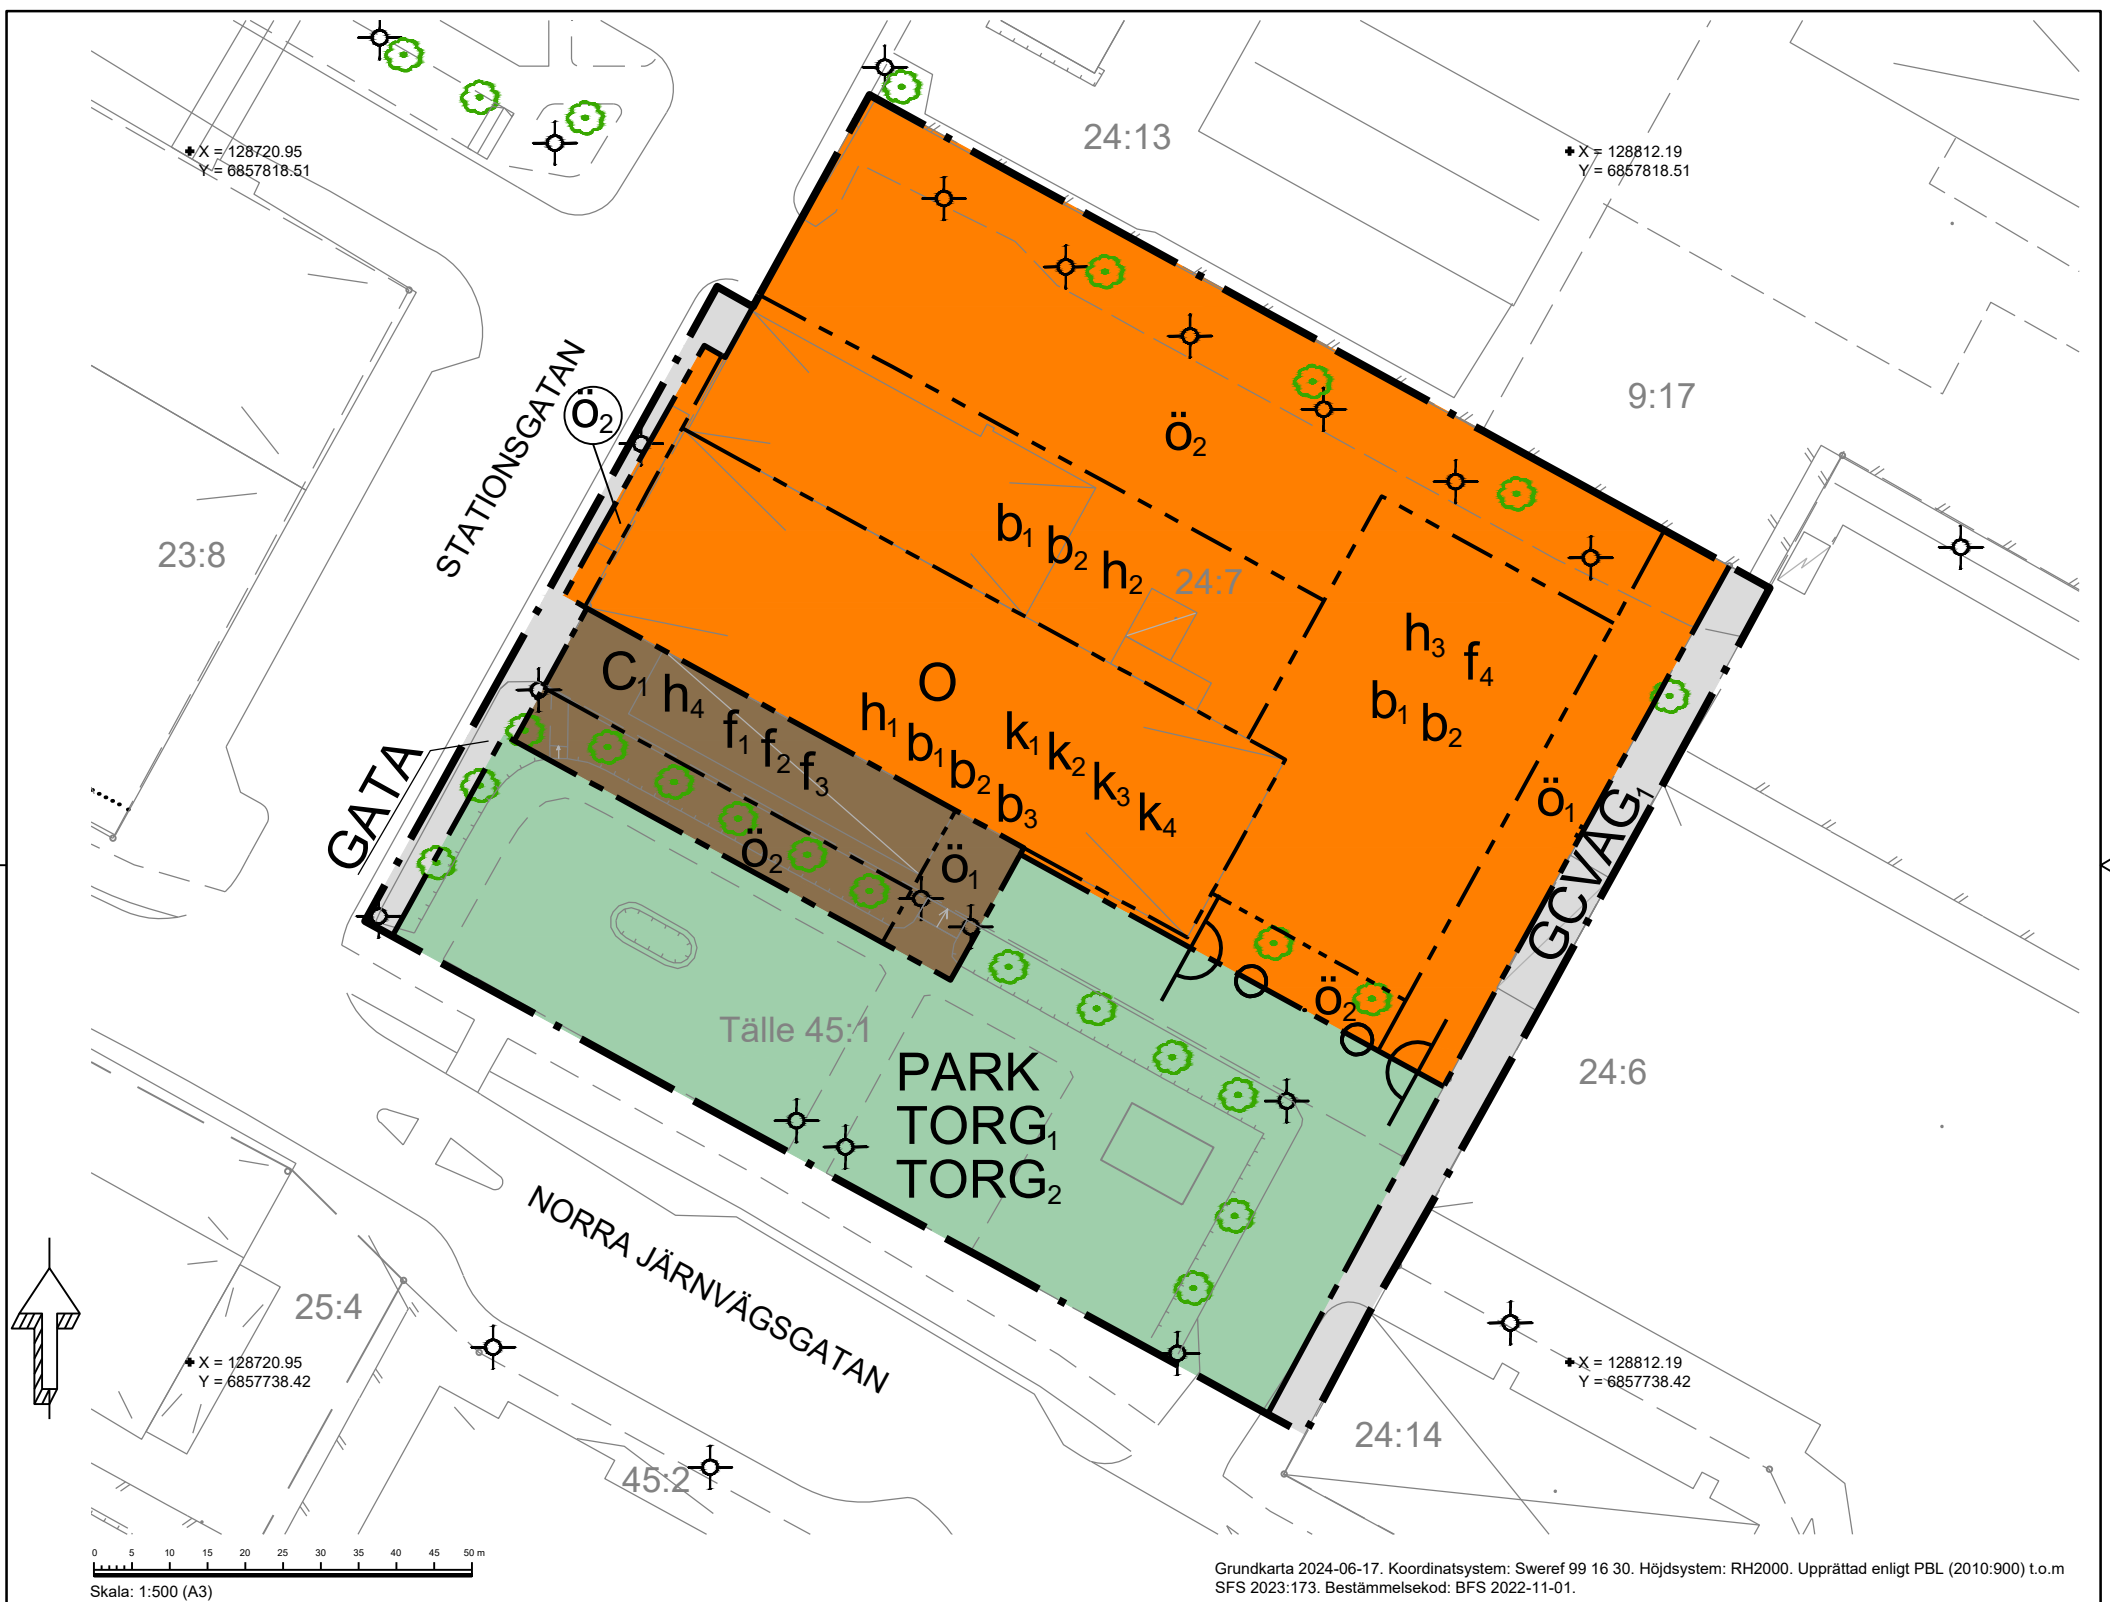 X = 128720.95
Y = 6857818.51
24:13
X = 128812.19
Y = 6857818.51
9:17
STATIONSGATAN
ö2
ö2
23:8
b1 b2 h2
24:7
h3 f4
b1 b2
C1 h4
f1 f2 f3
O
h1 b1 b2 b3
k1 k2 k3 k4
ö1
GATA
ö2
ö1
GCVÄG1
ö2
Tälle 45:1
PARK
TORG1
TORG2
24:6
NORRA JÄRNVÄGSGATAN
25:4
X = 128720.95
Y = 6857738.42
X = 128812.19
Y = 6857738.42
24:14
45:2
0 5 10 15 20 25 30 35 40 45 50 m
Skala: 1:500 (A3)
Grundkarta 2024-06-17. Koordinatsystem: Sweref 99 16 30. Höjdsystem: RH2000. Upprättad enligt PBL (2010:900) t.o.m
SFS 2023:173. Bestämmelsekod: BFS 2022-11-01.